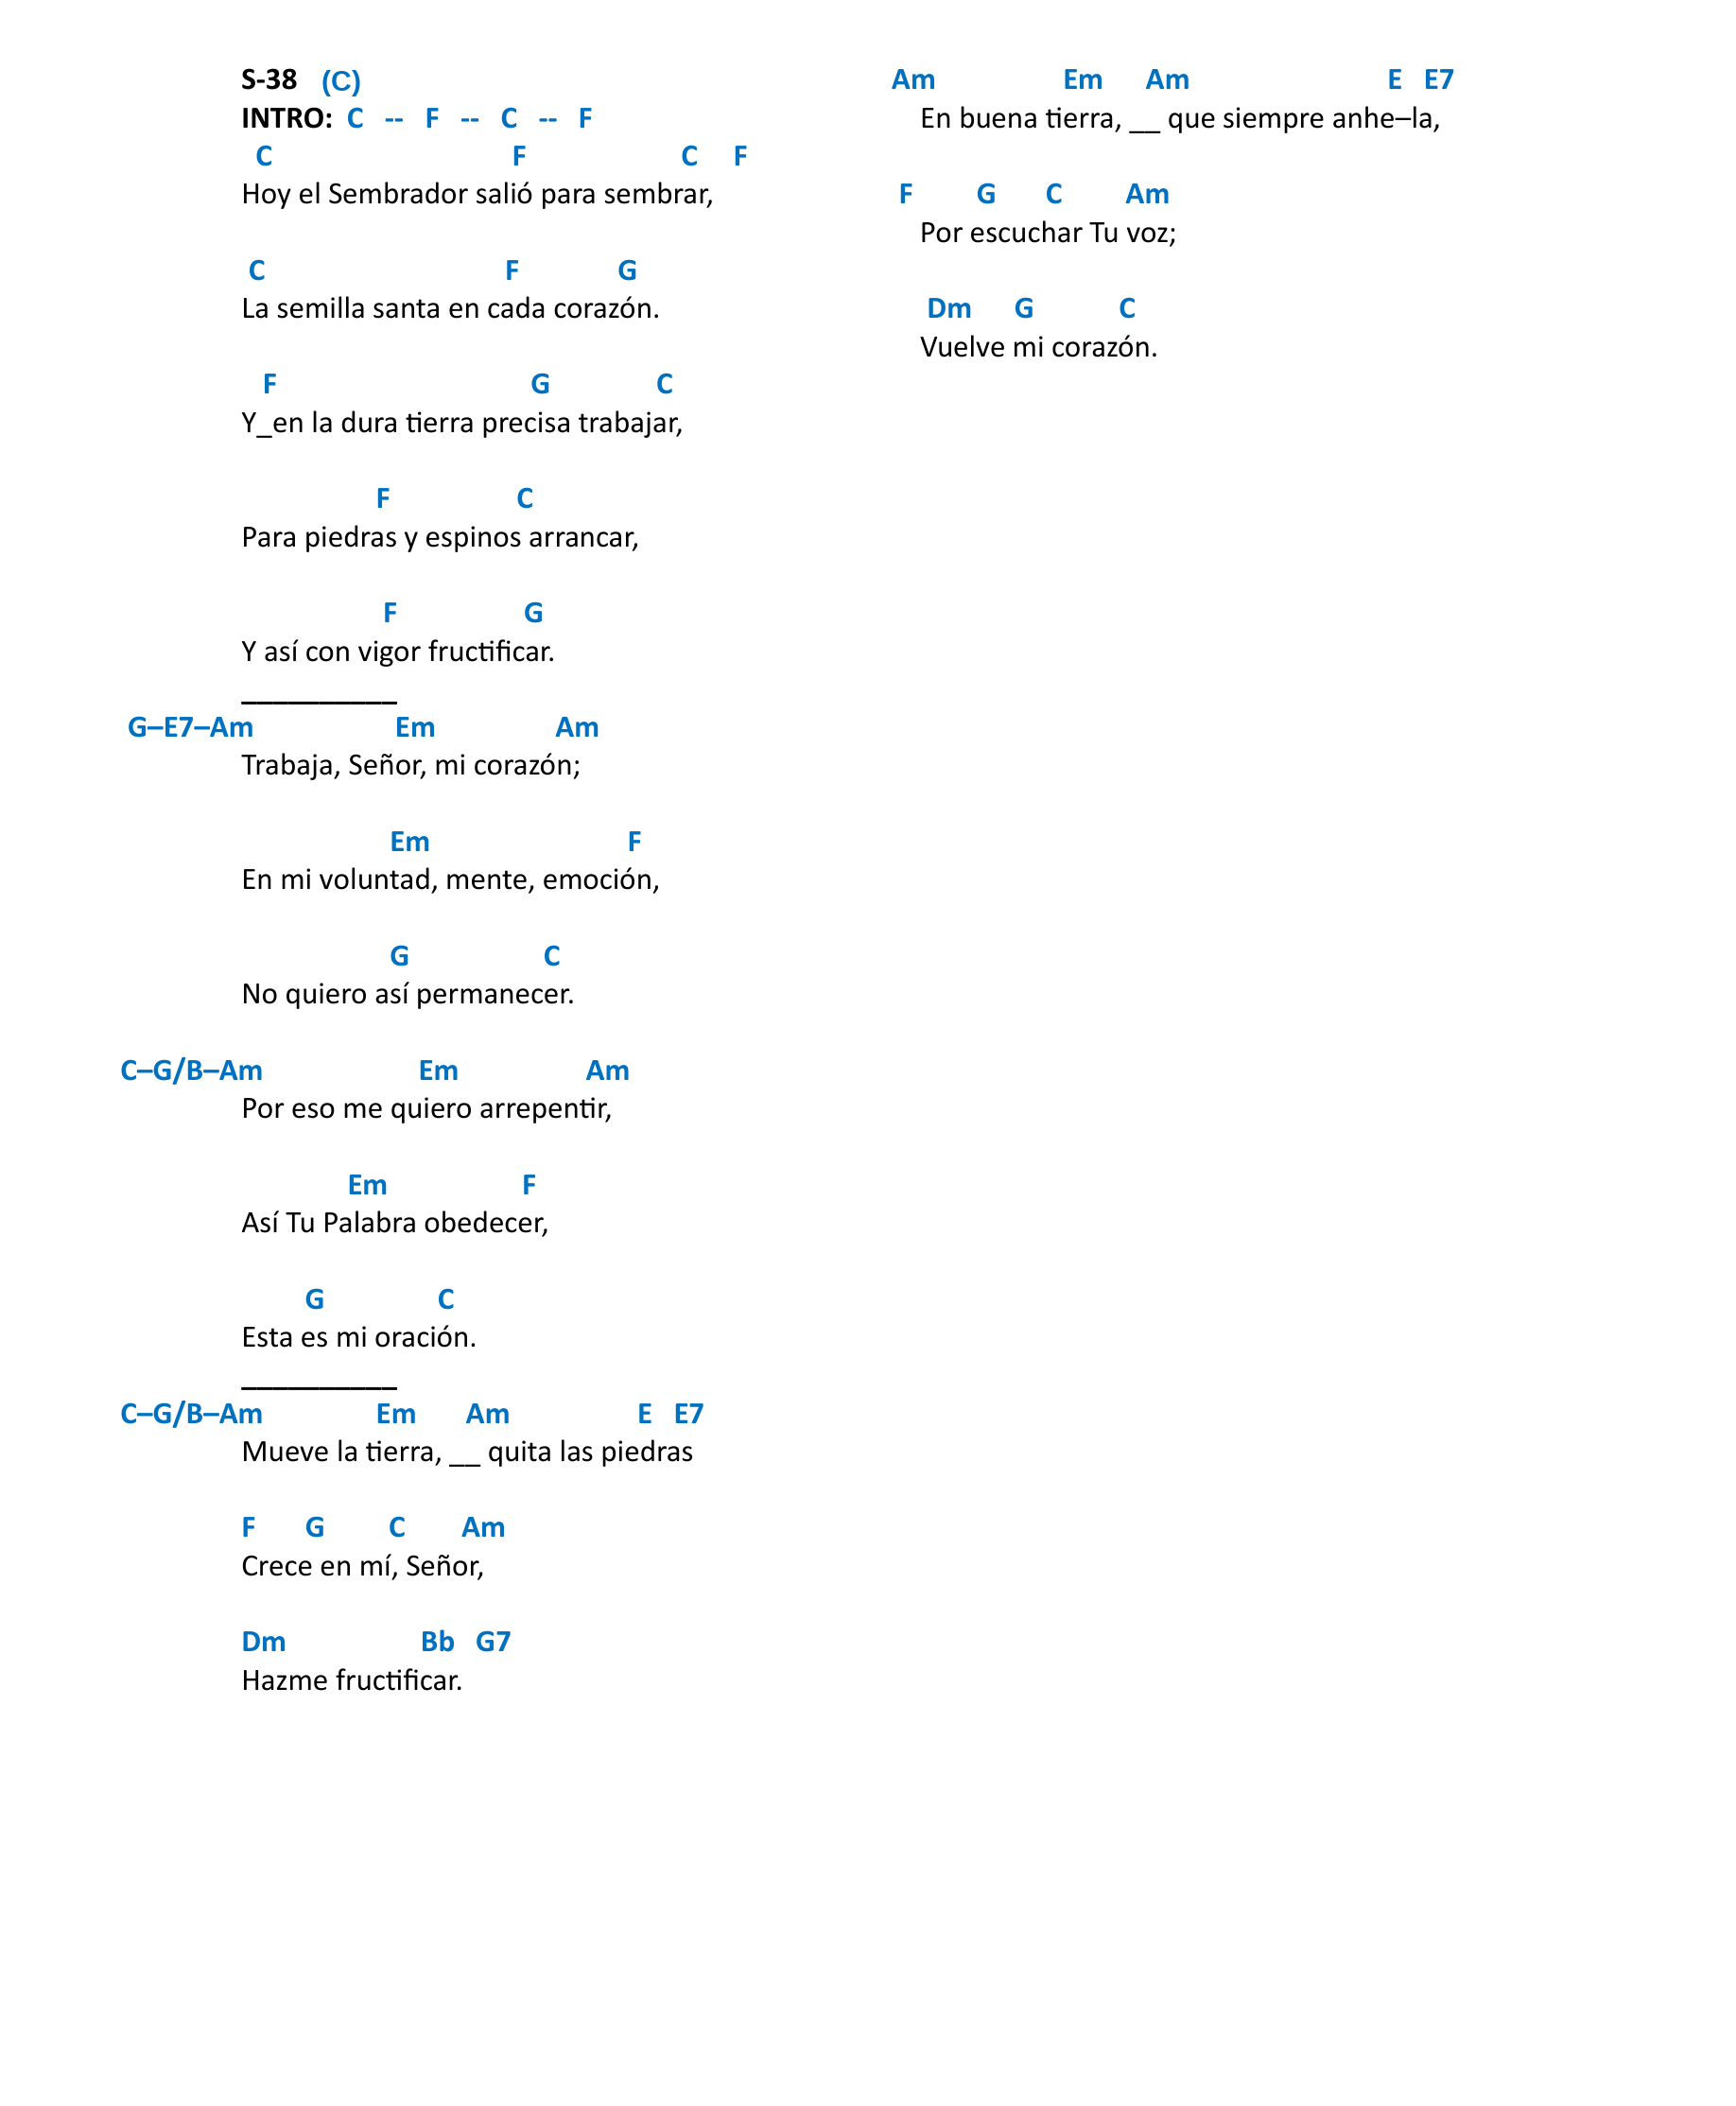 S-38 (C)
INTRO: C -- F -- C -- F
C F C F
Hoy el Sembrador salió para sembrar,
C F G
La semilla santa en cada corazón.
F G C
Y_en la dura tierra precisa trabajar,
F C
Para piedras y espinos arrancar,
F G
Y así con vigor fructificar.
__________
G–E7–Am Em Am
Trabaja, Señor, mi corazón;
Em F
En mi voluntad, mente, emoción,
G C
No quiero así permanecer.
C–G/B–Am Em Am
Por eso me quiero arrepentir,
Em F
Así Tu Palabra obedecer,
G C
Esta es mi oración.
__________
C–G/B–Am Em Am E E7
Mueve la tierra, __ quita las piedras
F G C Am
Crece en mí, Señor,
Dm Bb G7
Hazme fructificar.
Am Em Am E E7
En buena tierra, __ que siempre anhe–la,
F G C Am
Por escuchar Tu voz;
Dm G C
Vuelve mi corazón.